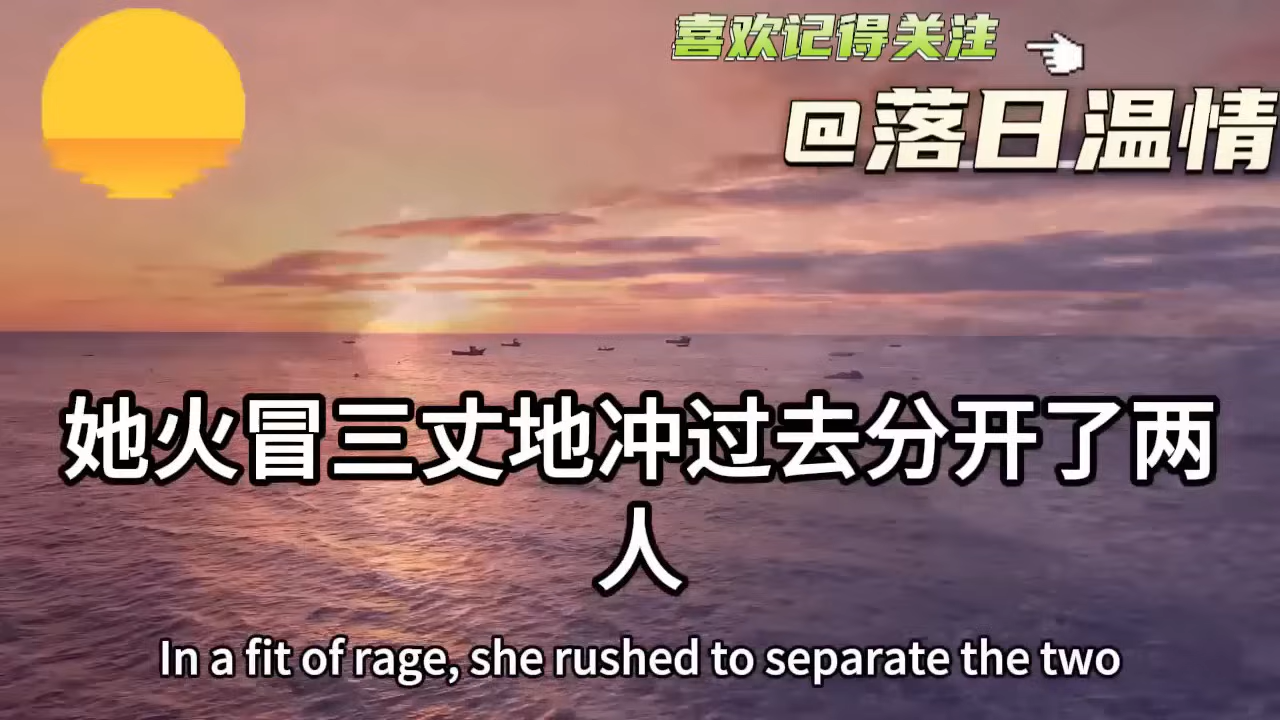 喜欢记得关注
@落日温情
她火冒三丈地冲过去分开了两
人
In a fit of rage, she rushed to separate the two